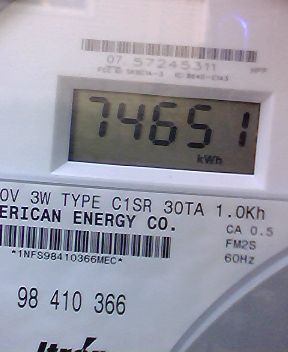 07 57245311
74651
kWh
0V 3W TYPE C1SR 30TA 1.0Kh
ERICAN ENERGY CO.
CA 0.5
FM2S
60Hz
*1NFS98410366MEC*
98 410 366
Itrón